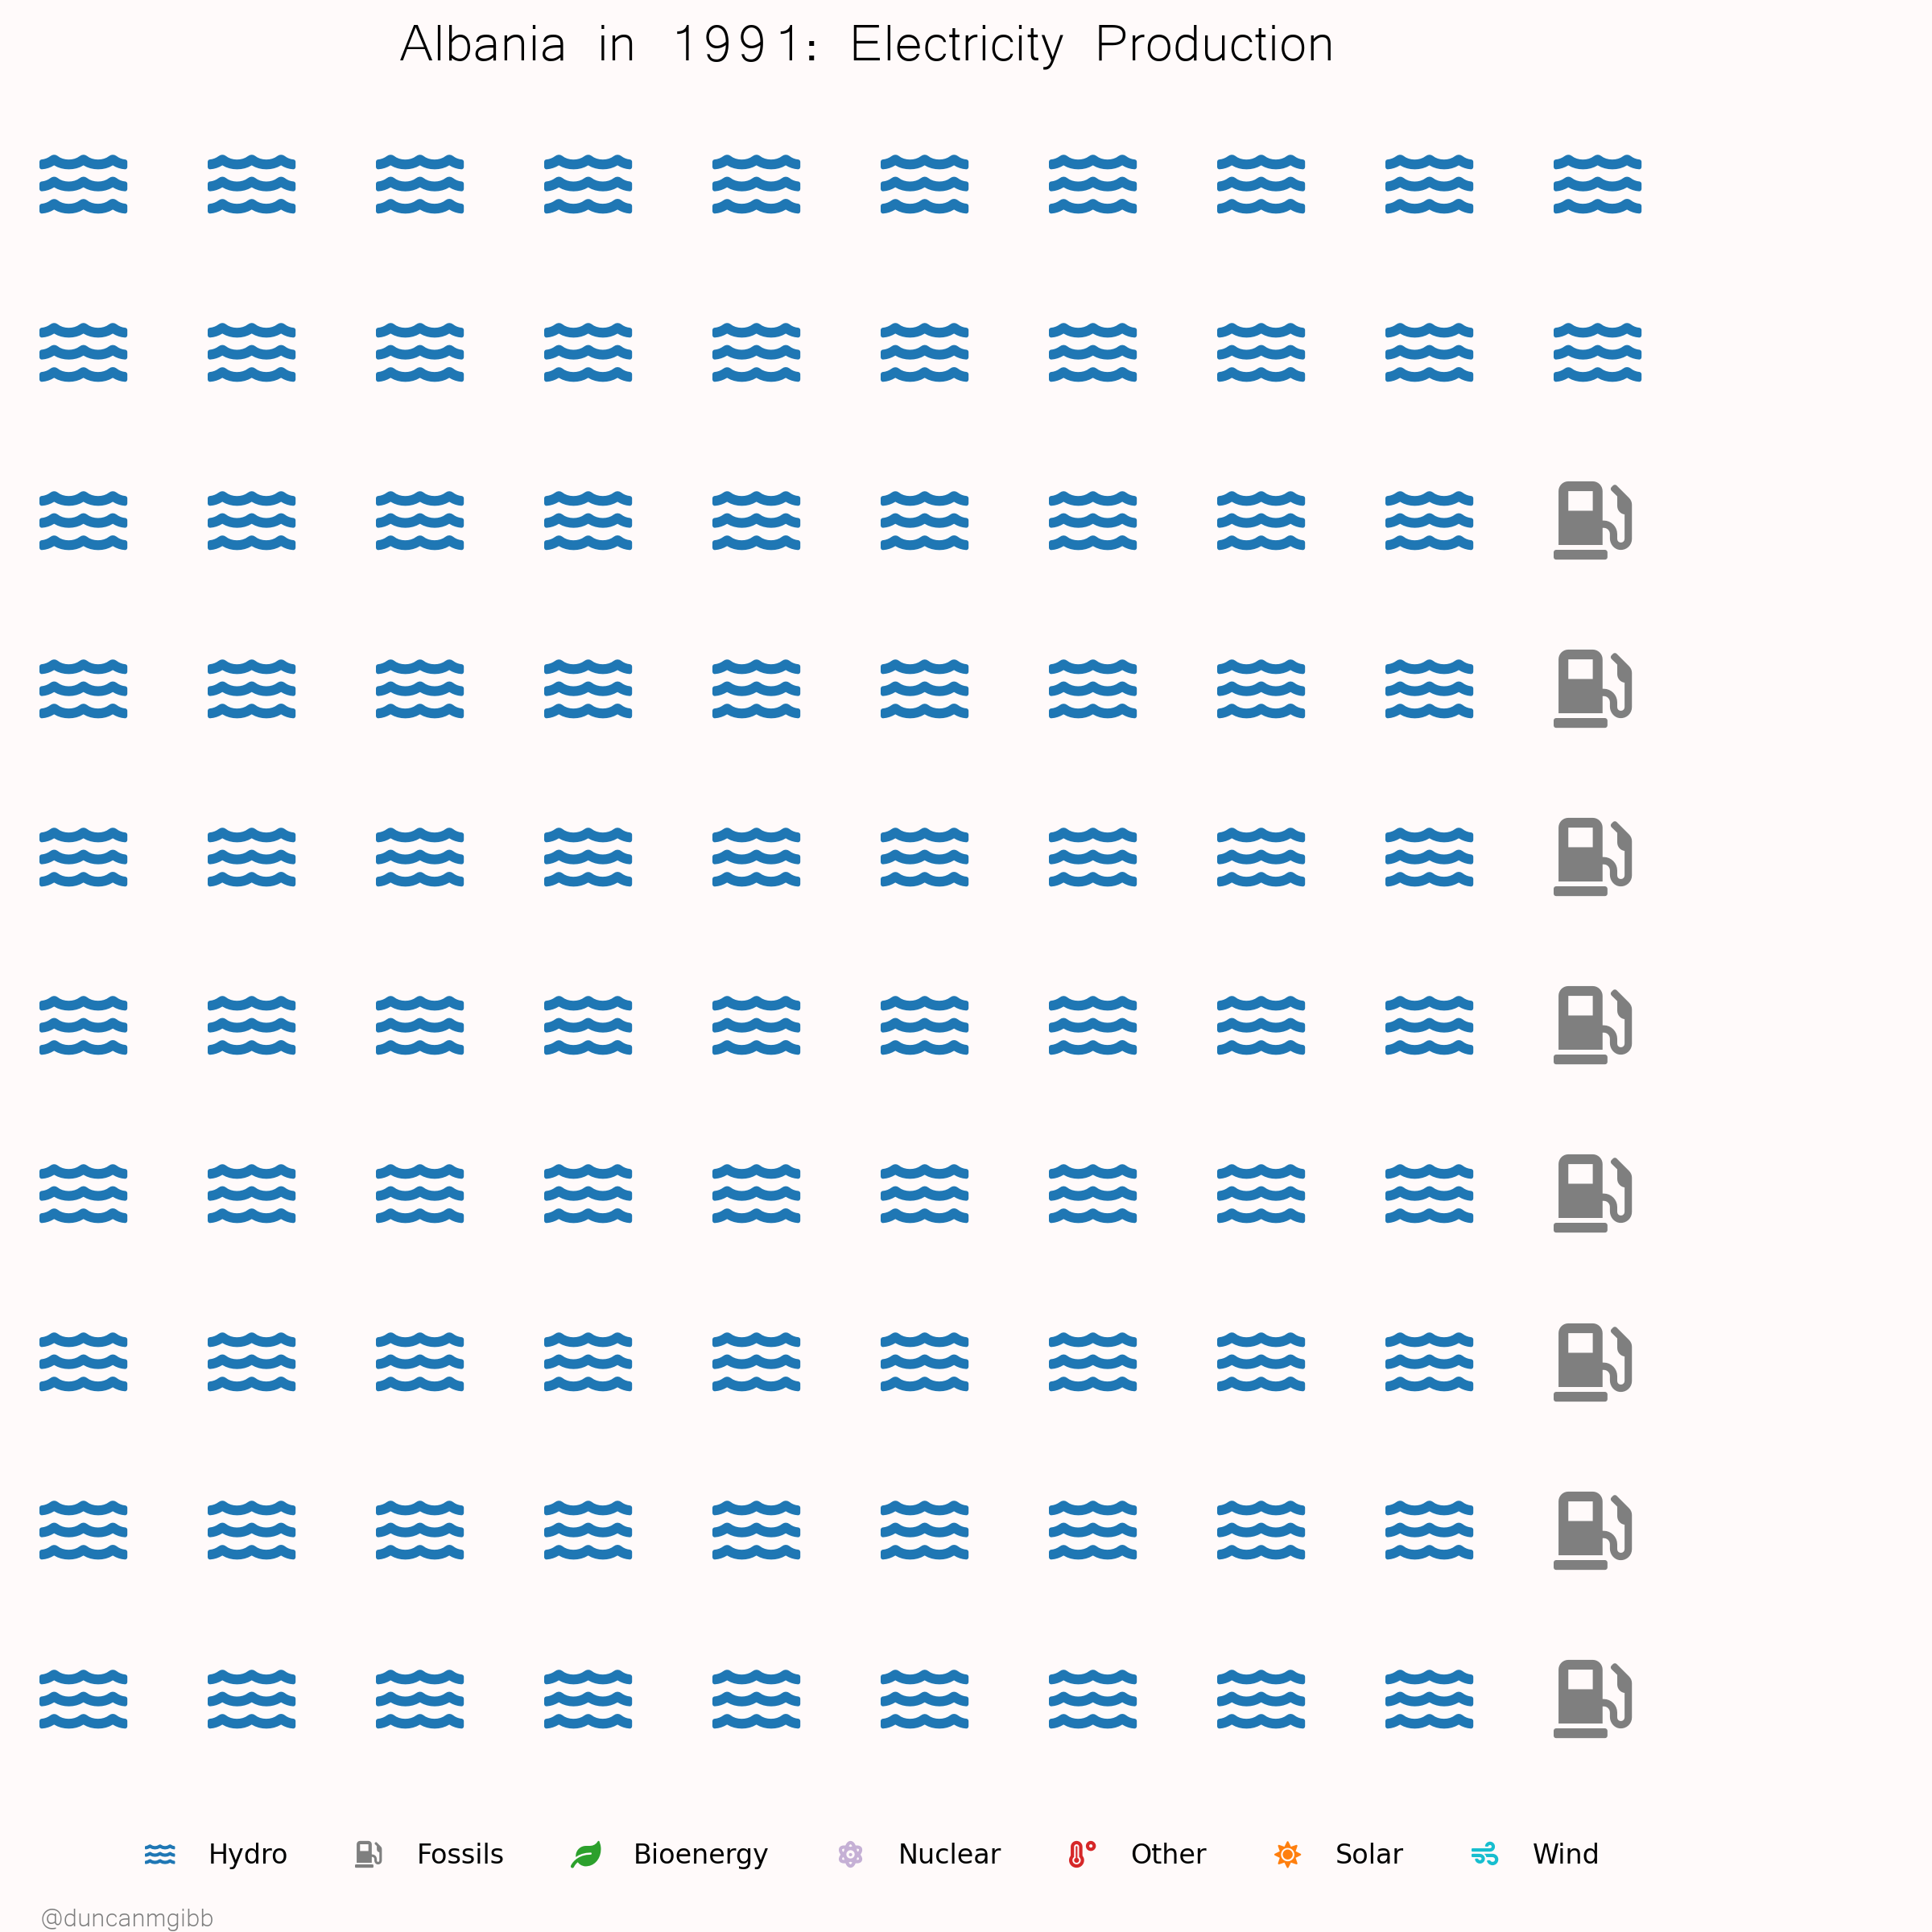 Albania in 1991: Electricity Production
Hydro Fossils Bioenergy Nuclear Other Solar Wind
@duncanmgibb